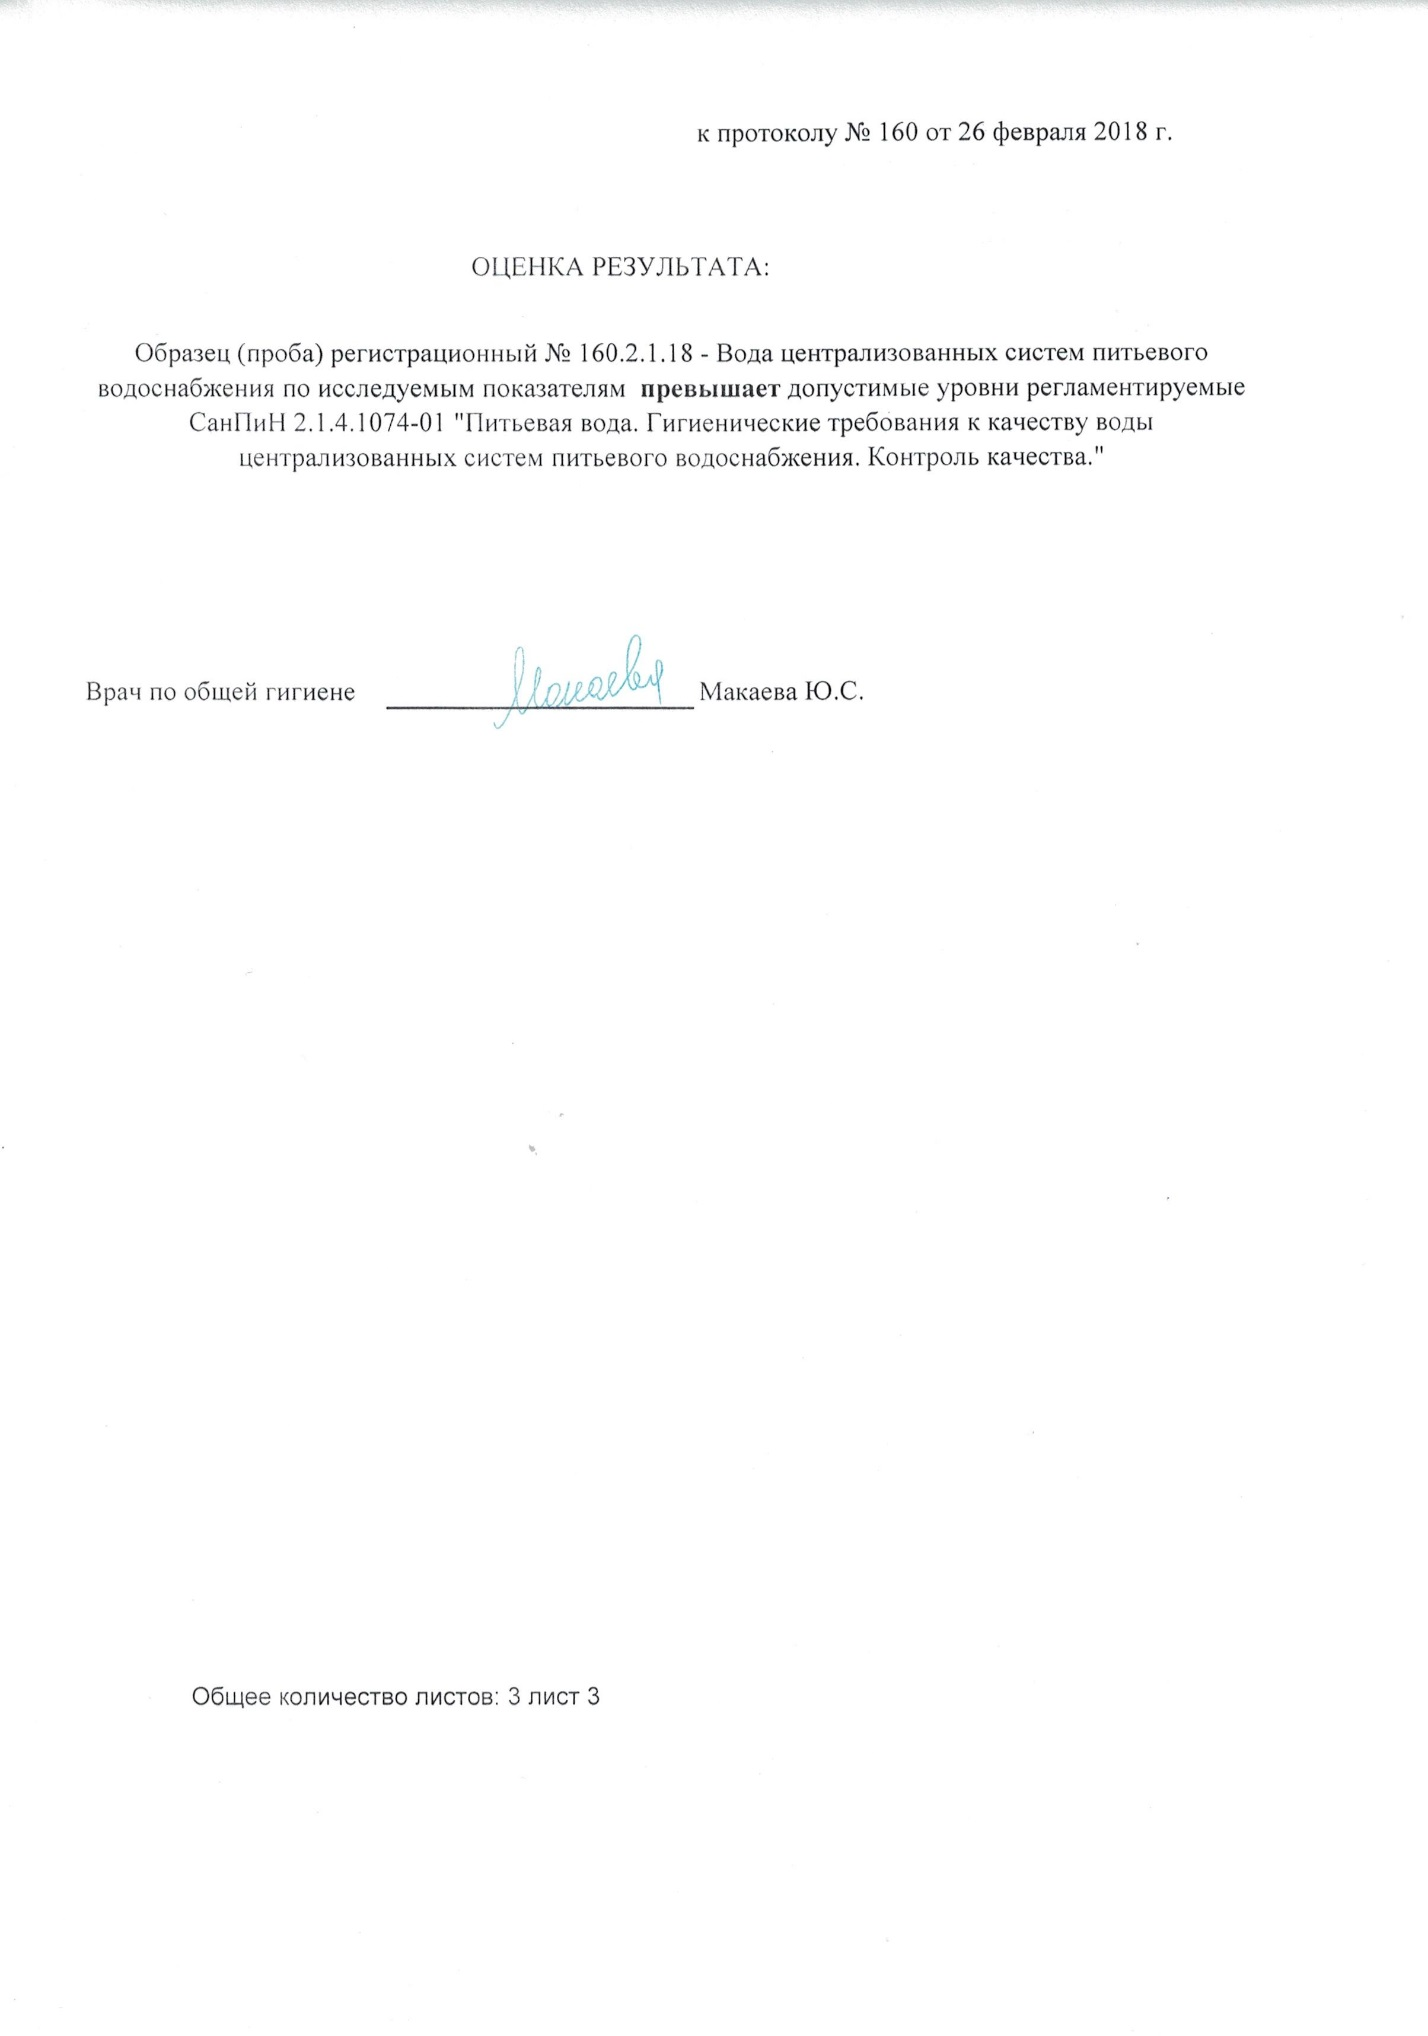 к протоколу № 160 от 26 февраля 2018 г.
ОЦЕНКА РЕЗУЛЬТАТА:
Образец (проба) регистрационный № 160.2.1.18 - Вода централизованных систем питьевого
водоснабжения по исследуемым показателям превышает допустимые уровни регламентируемые
СанПиН 2.1.4.1074-01 "Питьевая вода. Гигиенические требования к качеству воды
централизованных систем питьевого водоснабжения. Контроль качества."
Врач по общей гигиене Макаева Макаева Ю.С.
Общее количество листов: 3 лист 3